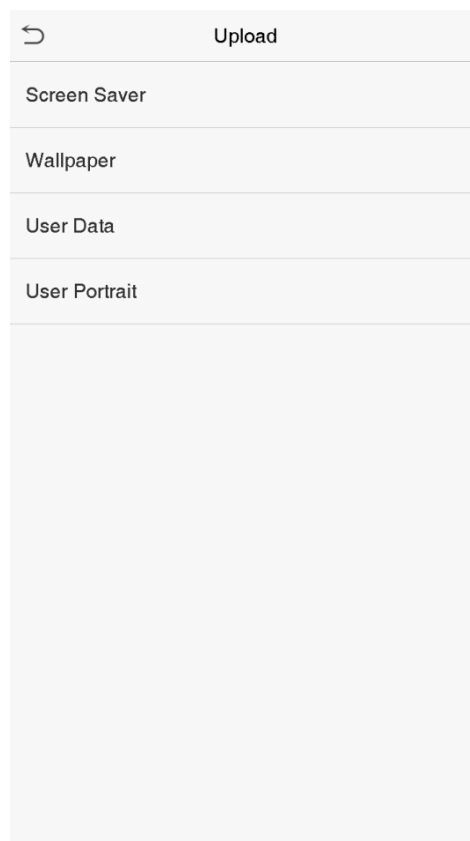 Upload
Screen Saver
Wallpaper
User Data
User Portrait